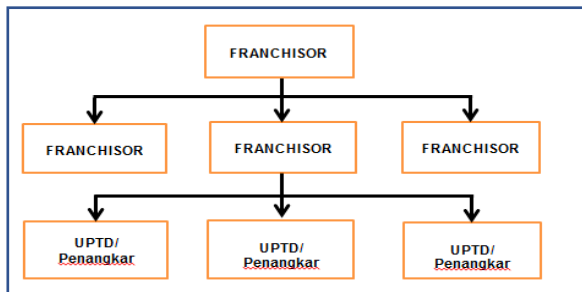 FRANCHISOR
FRANCHISOR
FRANCHISOR
FRANCHISOR
UPTD/
Penangkar
UPTD/
Penangkar
UPTD/
Penangkar